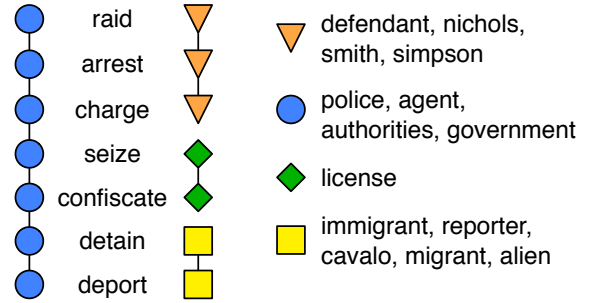 raid
arrest
charge
seize
confiscate
detain
deport
defendant, nichols,
smith, simpson
police, agent,
authorities, government
license
immigrant, reporter,
cavalo, migrant, alien